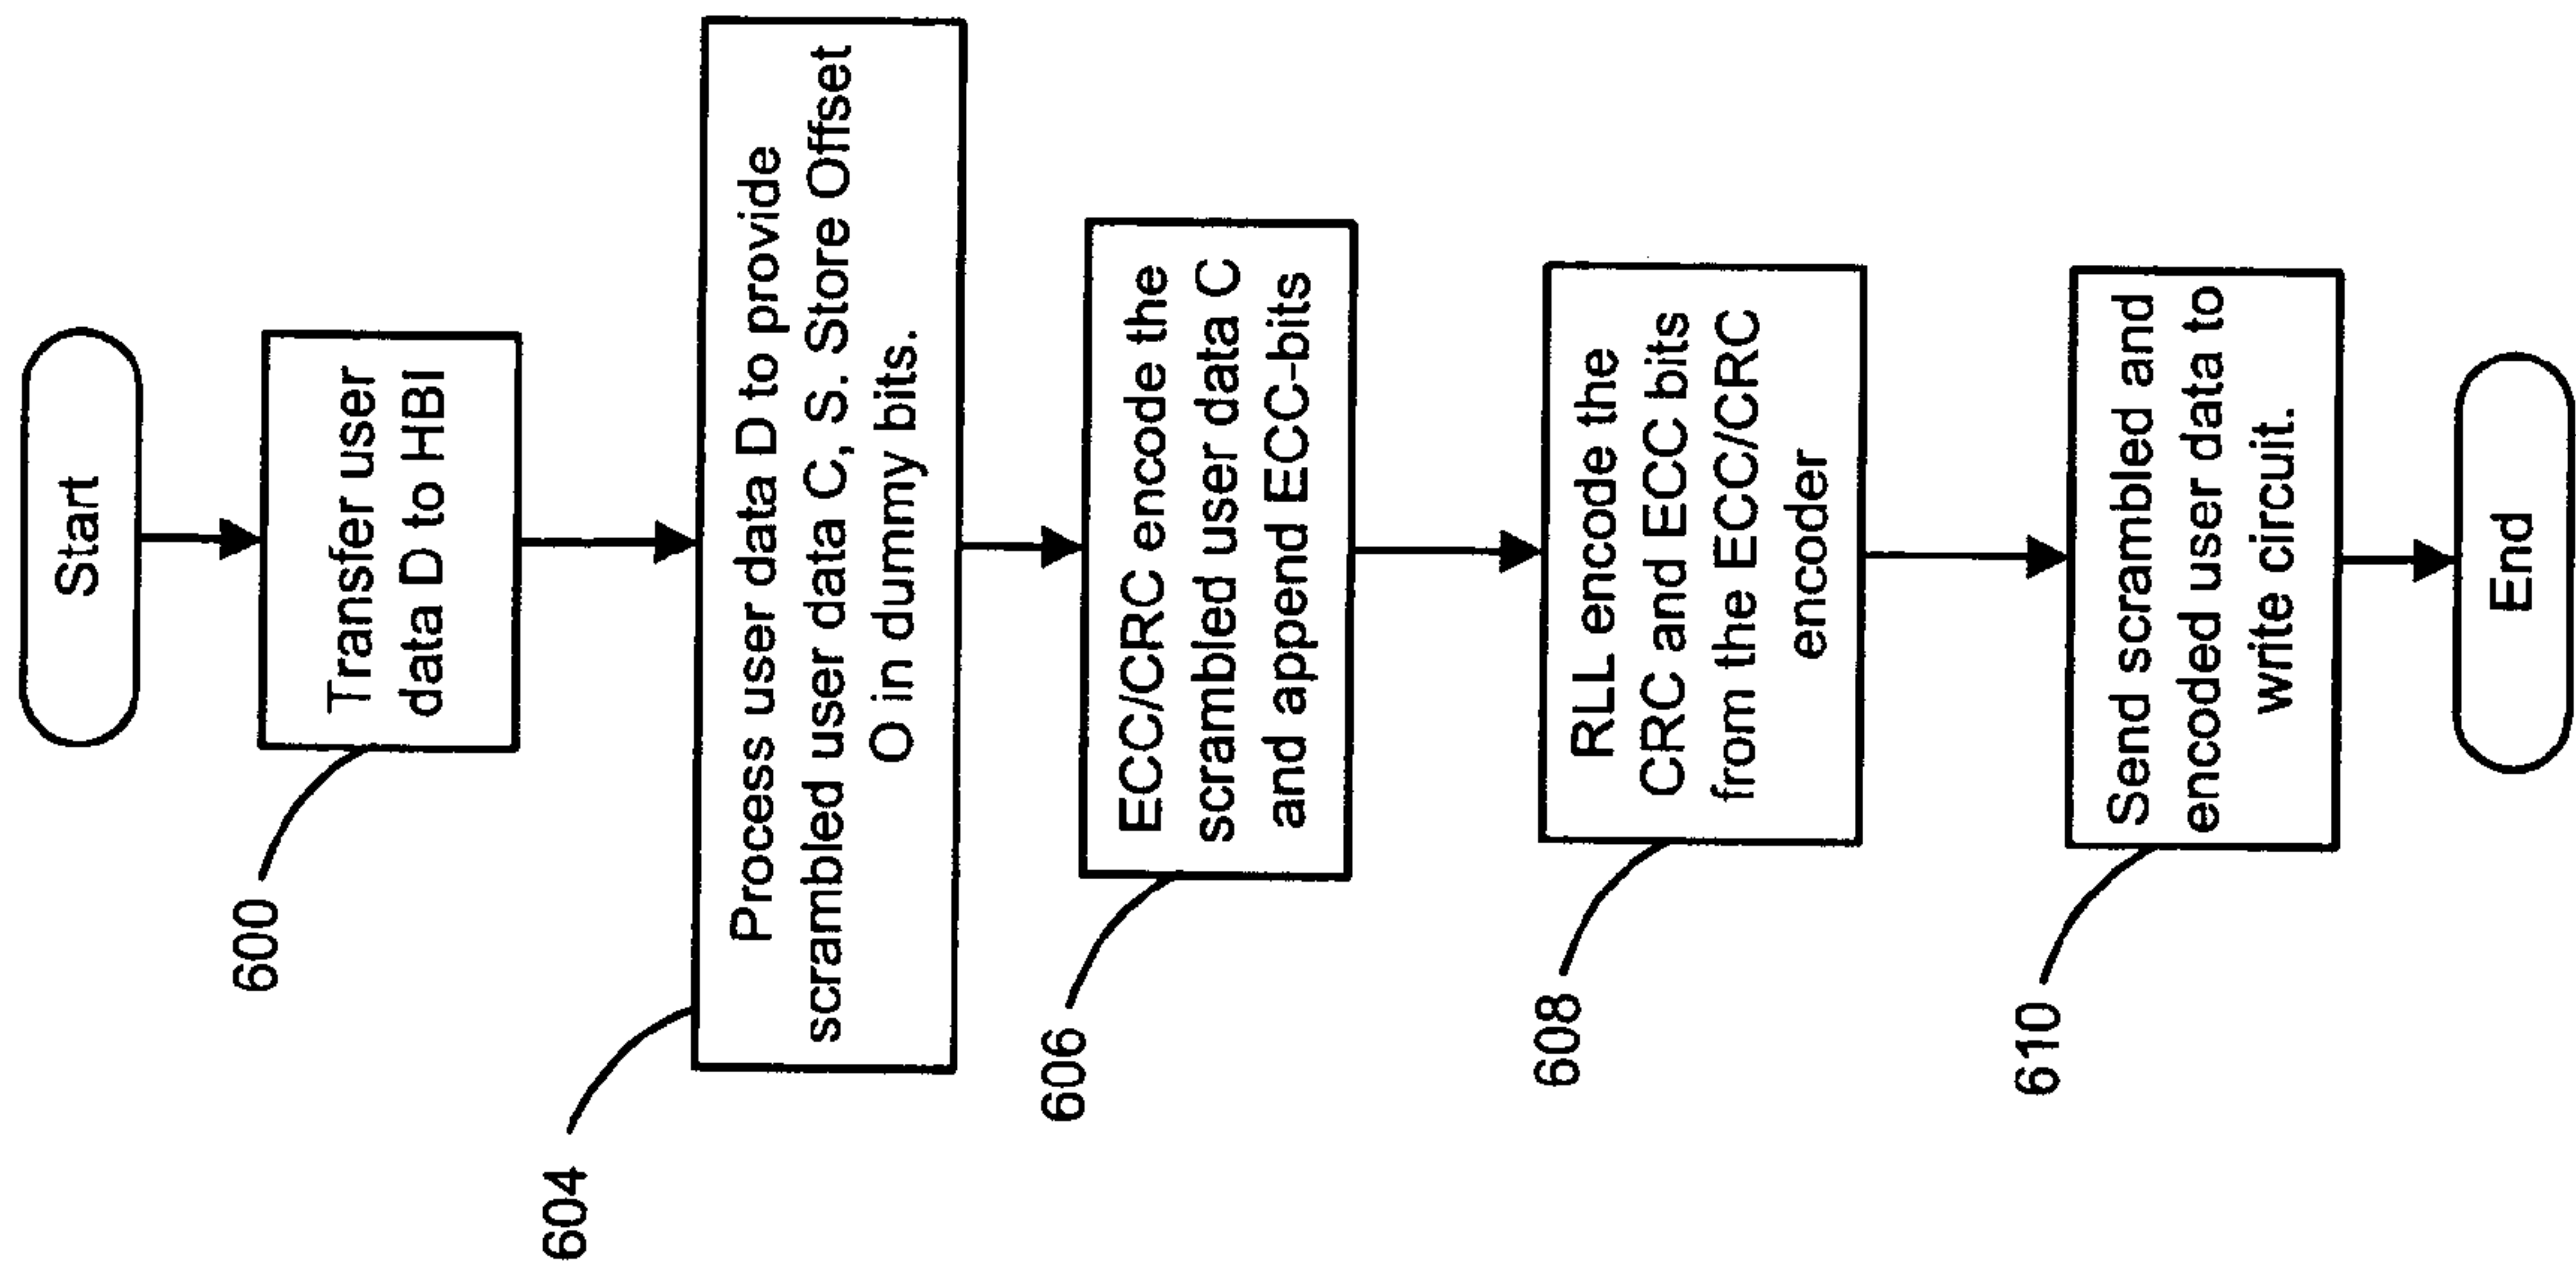 Start
Transfer user
data D to HBI
600
Process user data D to provide
scrambled user data C, S. Store Offset
O in dummy bits.
604
ECC/CRC encode the
scrambled user data C
and append ECC-bits
606
RLL encode the
CRC and ECC bits
from the ECC/CRC
encoder
608
Send scrambled and
encoded user data to
write circuit.
610
End